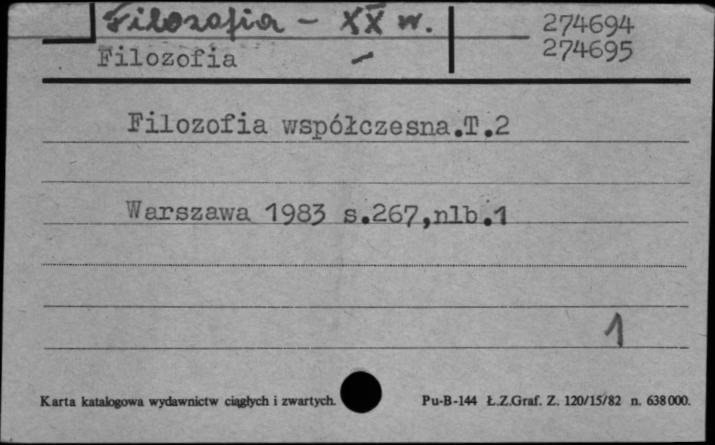 Filozofia - XX w.
274694
274695
Filozofia
Filozofia współczesna.T.2
Warszawa 1983 s.267,nlb.1
1
Karta katalogowa wydawnictw ciągłych i zwartych.
Pu-B-144 Ł.Z.Graf. Z. 120/15/82 n. 638000.